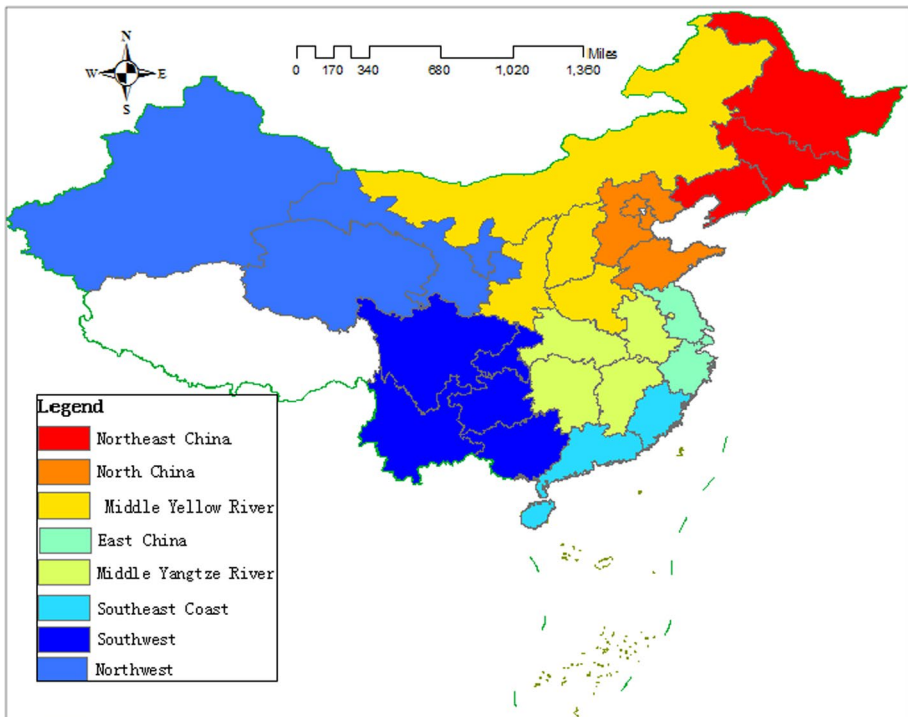 N
W E
S
Miles
0 170 340 680 1,020 1,360
Legend
Northeast China
North China
Middle Yellow River
East China
Middle Yangtze River
Southeast Coast
Southwest
Northwest